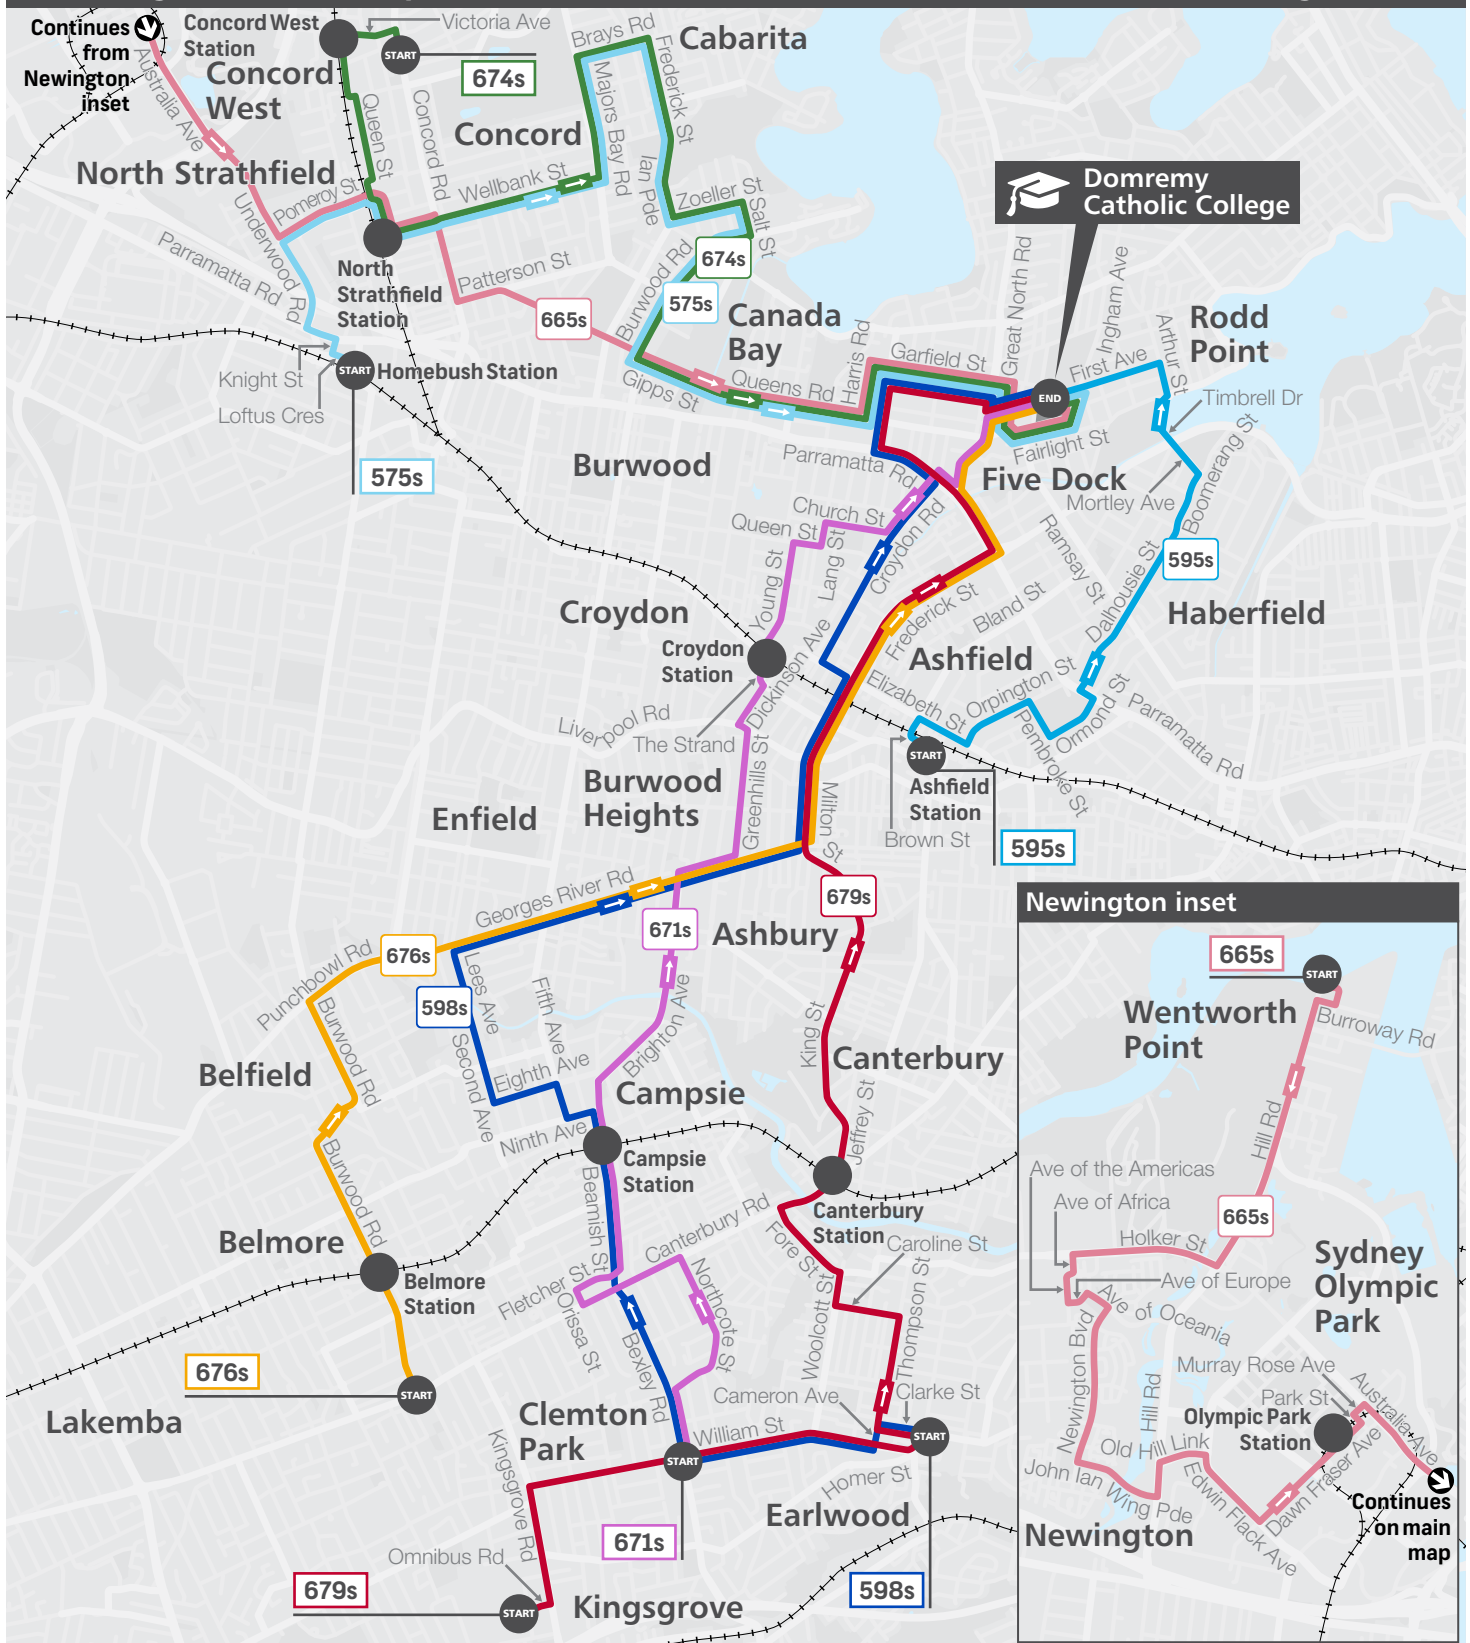 Continues
from
Newington
inset
Concord West
Station
Victoria Ave
START
674s
Concord
West
Australia Ave
Queen St
Concord Rd
Concord
Brays Rd
Frederick St
Cabarita
Majors Bay Rd
Ian Pde
North Strathfield
Pomeroy St
Wellbank St
Zoeller St
Salt St
Domremy
Catholic College
Underwood Rd
Parramatta Rd
North
Strathfield
Station
Patterson St
665s
Burwood Rd
674s
575s
Canada
Bay
Great North Rd
Ingham Ave
Rodd
Point
Knight St
Loftus Cres
START
Homebush Station
Gipps St
Queens Rd
Harris Rd
Garfield St
END
First Ave
Arthur St
Timbrell Dr
575s
Burwood
Parramatta Rd
Fairlight St
Five Dock
Mortley Ave
Boomerang St
Church St
Queen St
Lang St
Young St
Croydon Rd
Ramsay St
Dalhousie St
595s
Haberfield
Croydon
Croydon
Station
Frederick St
Bland St
Ashfield
Dickinson Ave
Elizabeth St
Orpington St
Ormond St
Pembroke St
Parramatta Rd
Liverpool Rd
The Strand
START
Ashfield
Station
Brown St
595s
Burwood
Heights
Greenhills St
Milton St
Enfield
Georges River Rd
679s
671s
Ashbury
Punchbowl Rd
676s
Lees Ave
598s
Fifth Ave
Brighton Ave
King St
Canterbury
Burwood Rd
Belfield
Second Ave
Eighth Ave
Campsie
Ninth Ave
Jeffrey St
Burwood Rd
Campsie
Station
Beamish St
Canterbury Rd
Canterbury
Station
Fore St
Caroline St
Belmore
Belmore
Station
Fletcher St
Orissa St
Northcote St
Woolcott St
Thompson St
676s
START
Bexley Rd
Lakemba
Clemton
Park
William St
Cameron Ave
Clarke St
START
START
Kingsgrove Rd
Homer St
Earlwood
671s
Omnibus Rd
679s
START
Kingsgrove
598s
Newington inset
665s
START
Wentworth
Point
Burroway Rd
Hill Rd
Ave of the Americas
Ave of Africa
665s
Holker St
Sydney
Olympic
Park
Ave of Europe
Ave of Oceania
Newington Bvd
Murray Rose Ave
Park St
Australia Ave
Hill Rd
Olympic Park
Station
Old Hill Link
John Ian Wing Pde
Edwin Flack Ave
Dawn Fraser Ave
Newington
Continues
on main
map